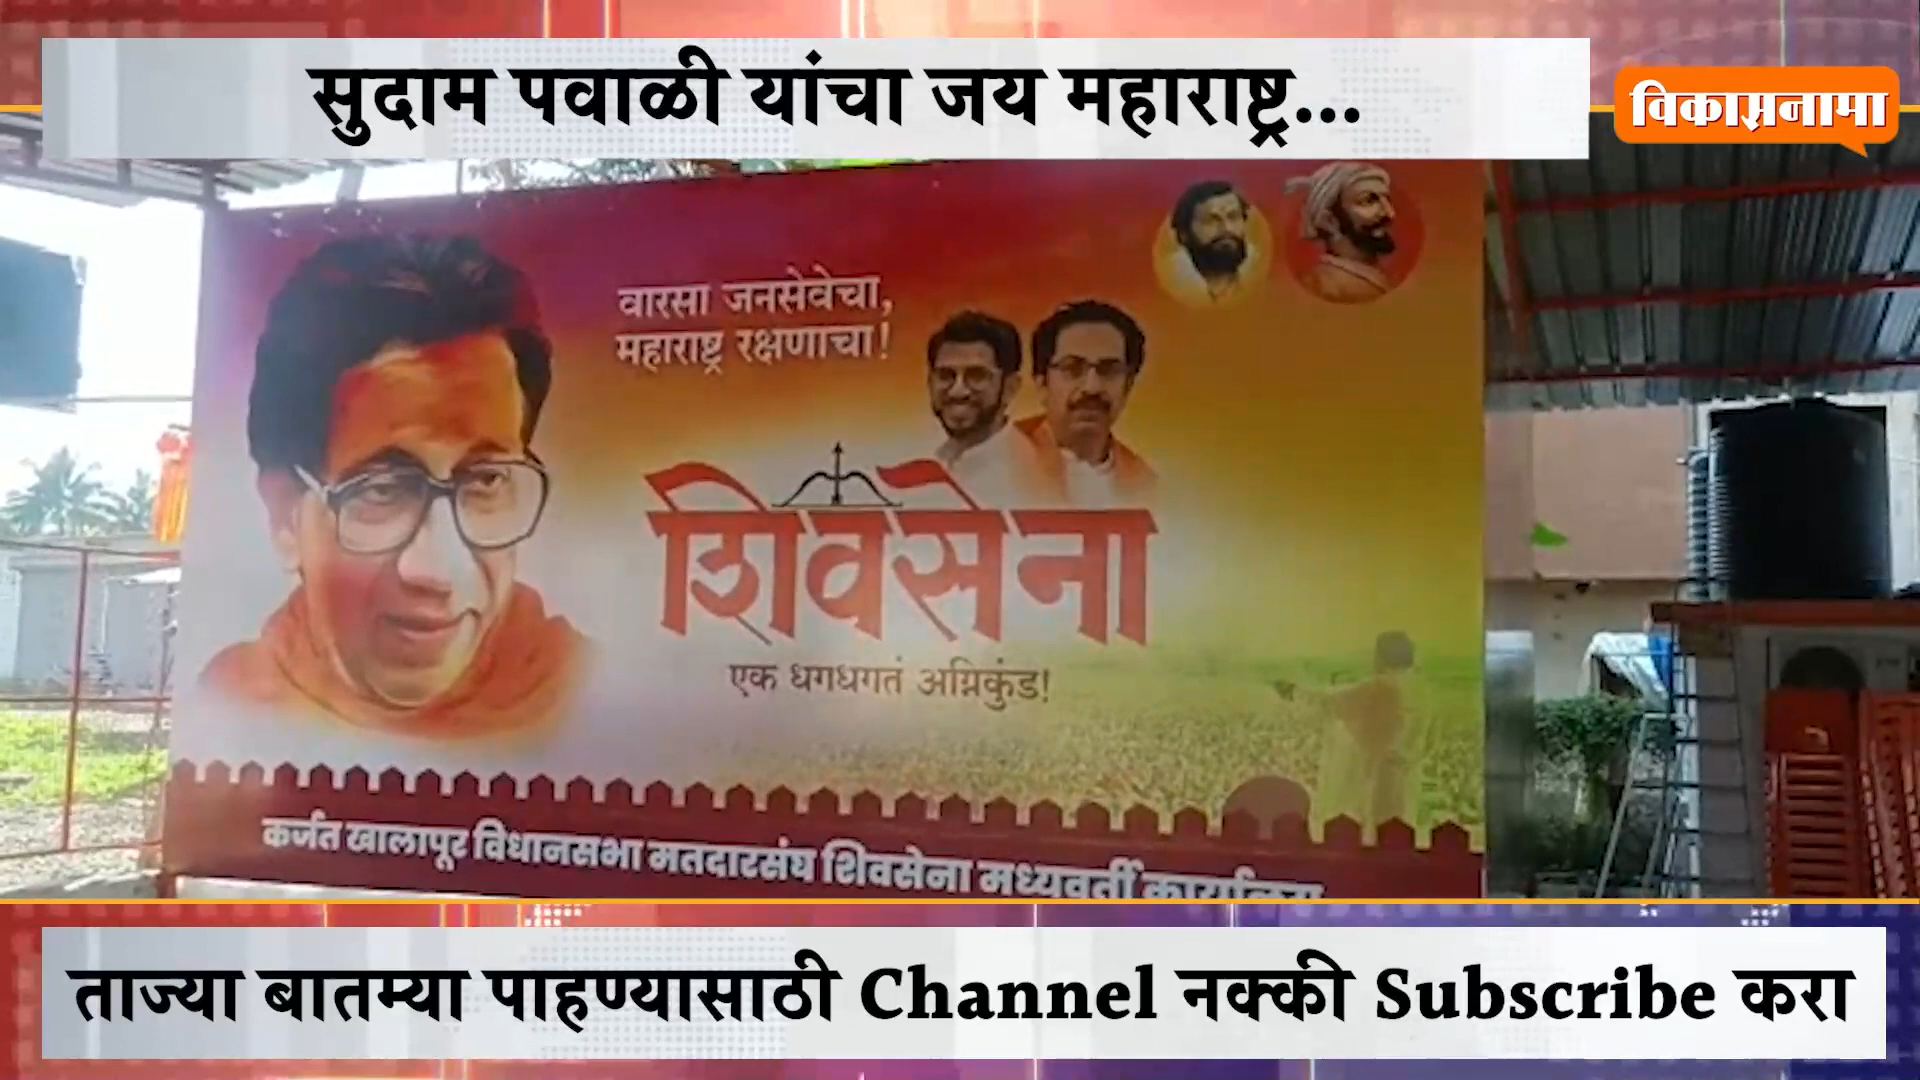 सुदाम पवाळी यांचा जय महाराष्ट्र...
विकासनामा
वारसा जनसेवेचा,
महाराष्ट्र रक्षणाचा!
शिवसेना
एक धगधगतं अग्निकुंड!
कर्जत खालापूर विधानसभा मतदारसंघ शिवसेना मध्यवर्ती कार्यालय
ताज्या बातम्या पाहण्यासाठी Channel नक्की Subscribe करा